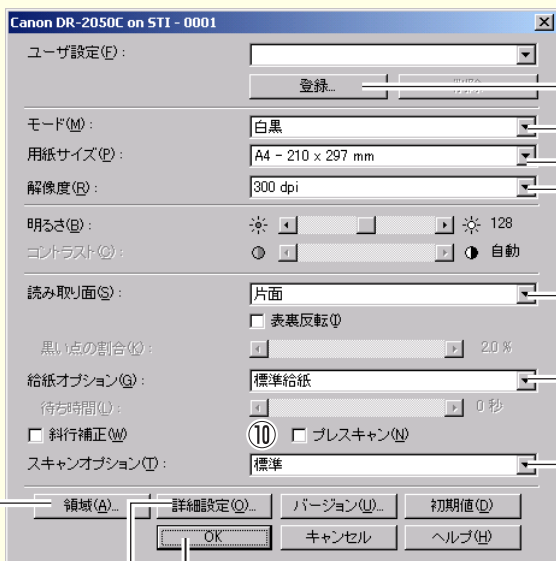 Canon DR-2050C on STI - 0001
ユーザ設定(F) :
登録... 削除
モード(M) : 白黒
用紙サイズ(P) : A4 - 210 x 297 mm
解像度(R) : 300 dpi
明るさ(B) : 128
コントラスト(C) : 自動
読み取り面(S) : 片面
表裏反転(I)
黒い点の割合(K) : 2.0 %
給紙オプション(G) : 標準給紙
待ち時間(L) : 0 秒
斜行補正(W) ⑩ プレスキャン(N)
スキャンオプション(T) : 標準
領域(A)... 詳細設定(O)... バージョン(U)... 初期値(D)
OK キャンセル ヘルプ(H)